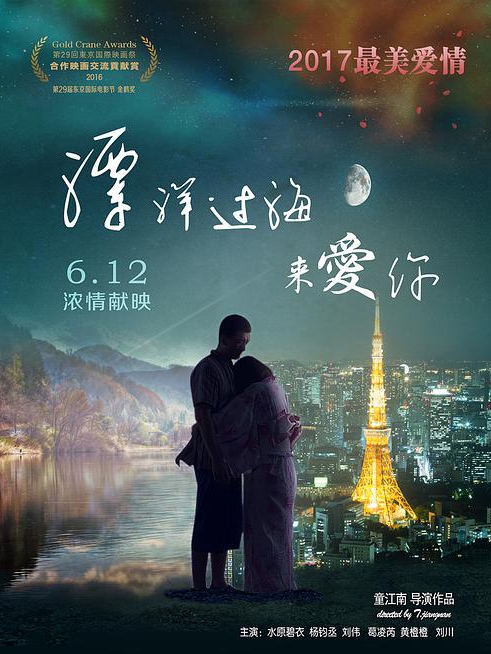 Gold Crane Awards
第29回東京国際映画祭
合作映画交流貢献賞
2016
第29届东京国际电影节 金鹤奖
2017最美爱情
漂洋过海
来愛你
6.12
浓情献映
童江南 导演作品
directed by T.jiangnan
主演：水原碧衣 杨钧丞 刘伟 葛凌芮 黄橙橙 刘川